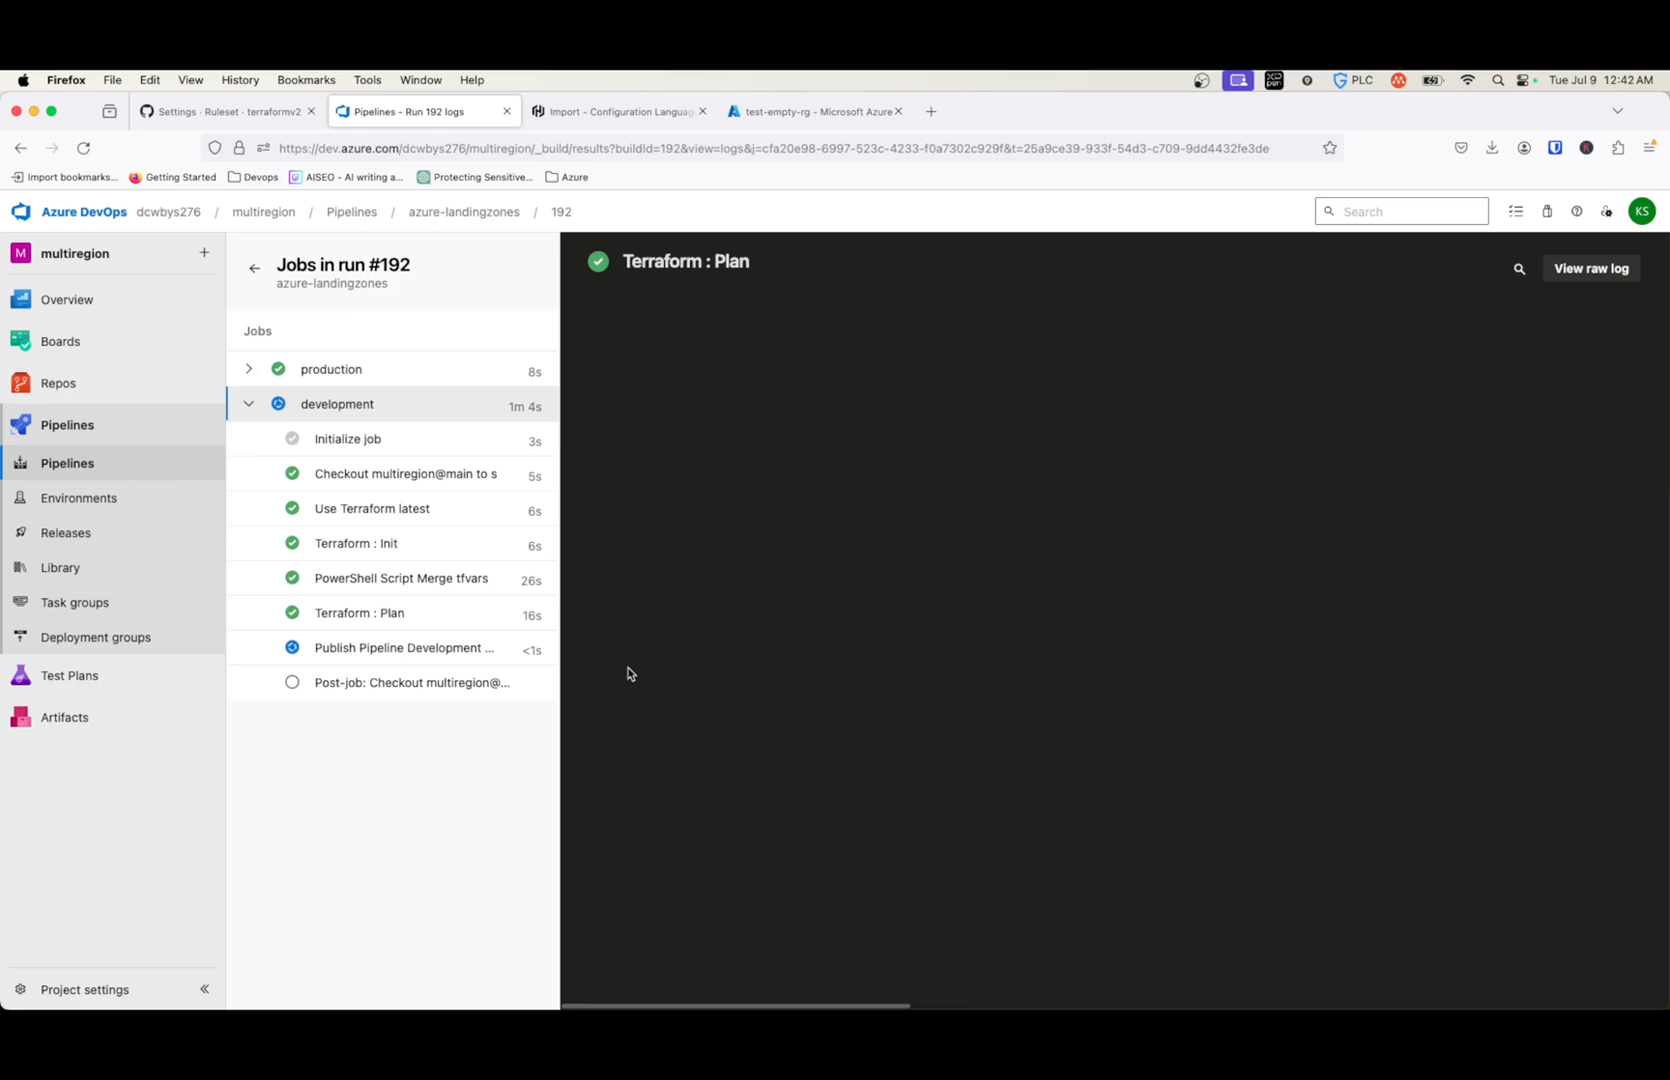 Firefox File Edit View History Bookmarks Tools Window Help PLC Tue Jul 9 12:42 AM
Settings · Ruleset · terraformv2 Pipelines - Run 192 logs Import - Configuration Languag test-empty-rg - Microsoft Azure
https://dev.azure.com/dcwbys276/multiregion/_build/results?buildId=192&view=logs&j=cfa20e98-6997-523c-4233-f0a7302c929f&t=25a9ce39-933f-54d3-c709-9dd4432fe3de
Import bookmarks... Getting Started Devops AISEO - AI writing a... Protecting Sensitive... Azure
Azure DevOps dcwbys276 / multiregion / Pipelines / azure-landingzones / 192 Search KS
M multiregion
Overview
Boards
Repos
Pipelines
Pipelines
Environments
Releases
Library
Task groups
Deployment groups
Test Plans
Artifacts
Project settings
Jobs in run #192
azure-landingzones
Jobs
production 8s
development 1m 4s
Initialize job 3s
Checkout multiregion@main to s 5s
Use Terraform latest 6s
Terraform : Init 6s
PowerShell Script Merge tfvars 26s
Terraform : Plan 16s
Publish Pipeline Development ... <1s
Post-job: Checkout multiregion@...
Terraform : Plan
View raw log